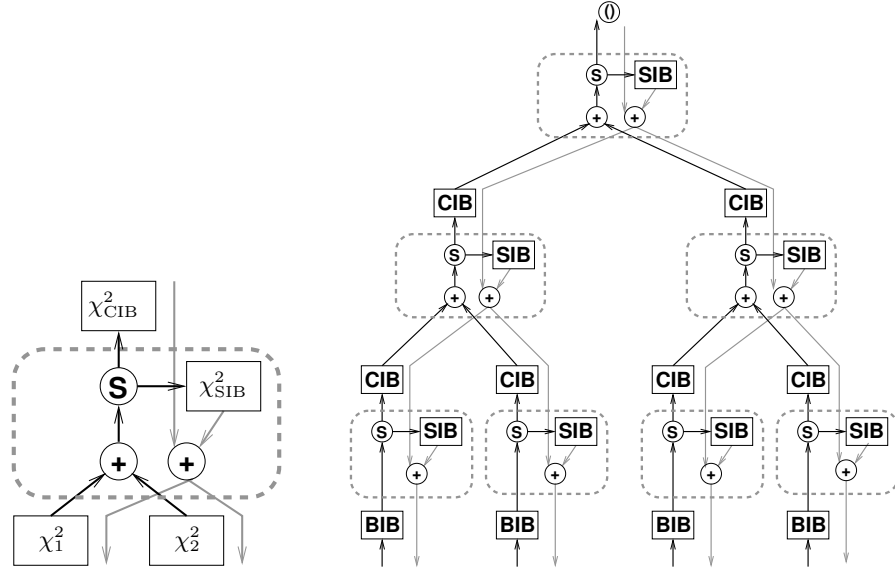 ()
S SIB
+ +
CIB CIB
S SIB S SIB
+ + + +
χ²CIB
S χ²SIB
+ +
χ²1 χ²2
CIB CIB CIB CIB
S SIB S SIB S SIB S SIB
+ + + +
BIB BIB BIB BIB